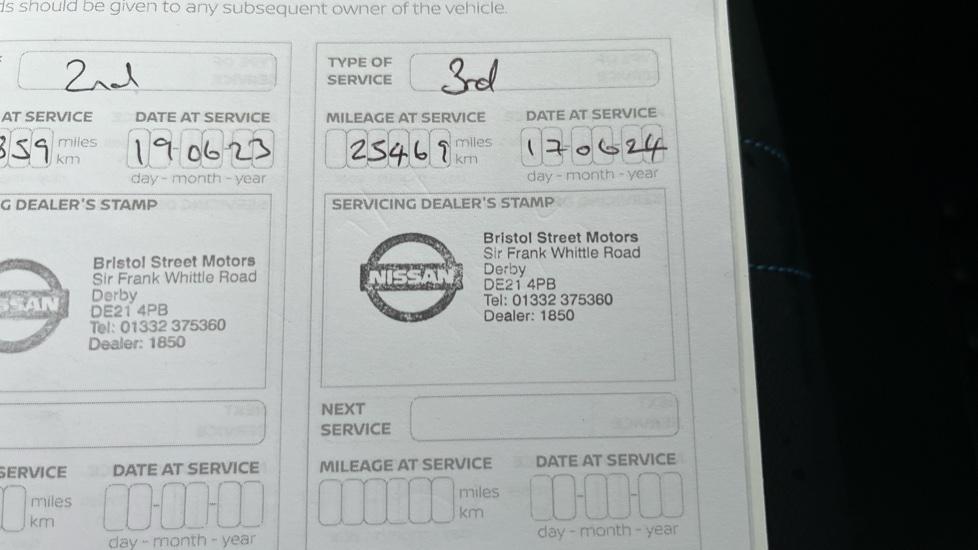 ds should be given to any subsequent owner of the vehicle.
2nd
AT SERVICE DATE AT SERVICE
859 miles km 19-06-23
day - month - year
G DEALER'S STAMP
SSAN
Bristol Street Motors
Sir Frank Whittle Road
Derby
DE21 4PB
Tel: 01332 375360
Dealer: 1850
SERVICE DATE AT SERVICE
miles
km
day - month - year
TYPE OF
SERVICE
3rd
MILEAGE AT SERVICE DATE AT SERVICE
25469 miles km 17-06-24
day - month - year
SERVICING DEALER'S STAMP
NISSAN
Bristol Street Motors
Sir Frank Whittle Road
Derby
DE21 4PB
Tel: 01332 375360
Dealer: 1850
NEXT
SERVICE
MILEAGE AT SERVICE DATE AT SERVICE
miles
km
day - month - year